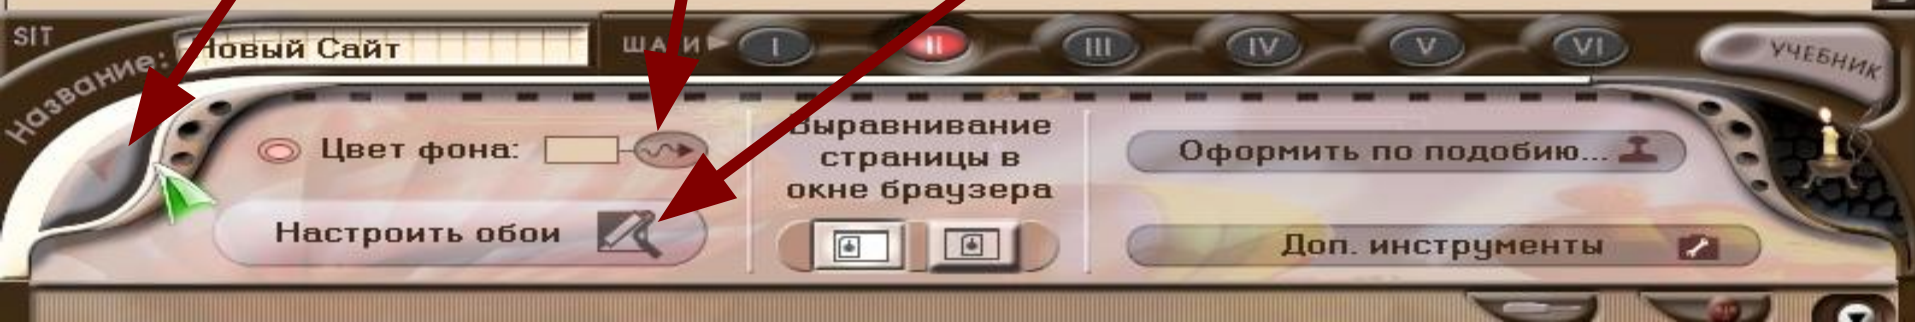 SIT
Название:
Новый Сайт
ШАГИ
I
II
III
IV
V
VI
УЧЕБНИК
Цвет фона:
Настроить обои
Выравнивание
страницы в
окне браузера
Оформить по подобию...
Доп. инструменты